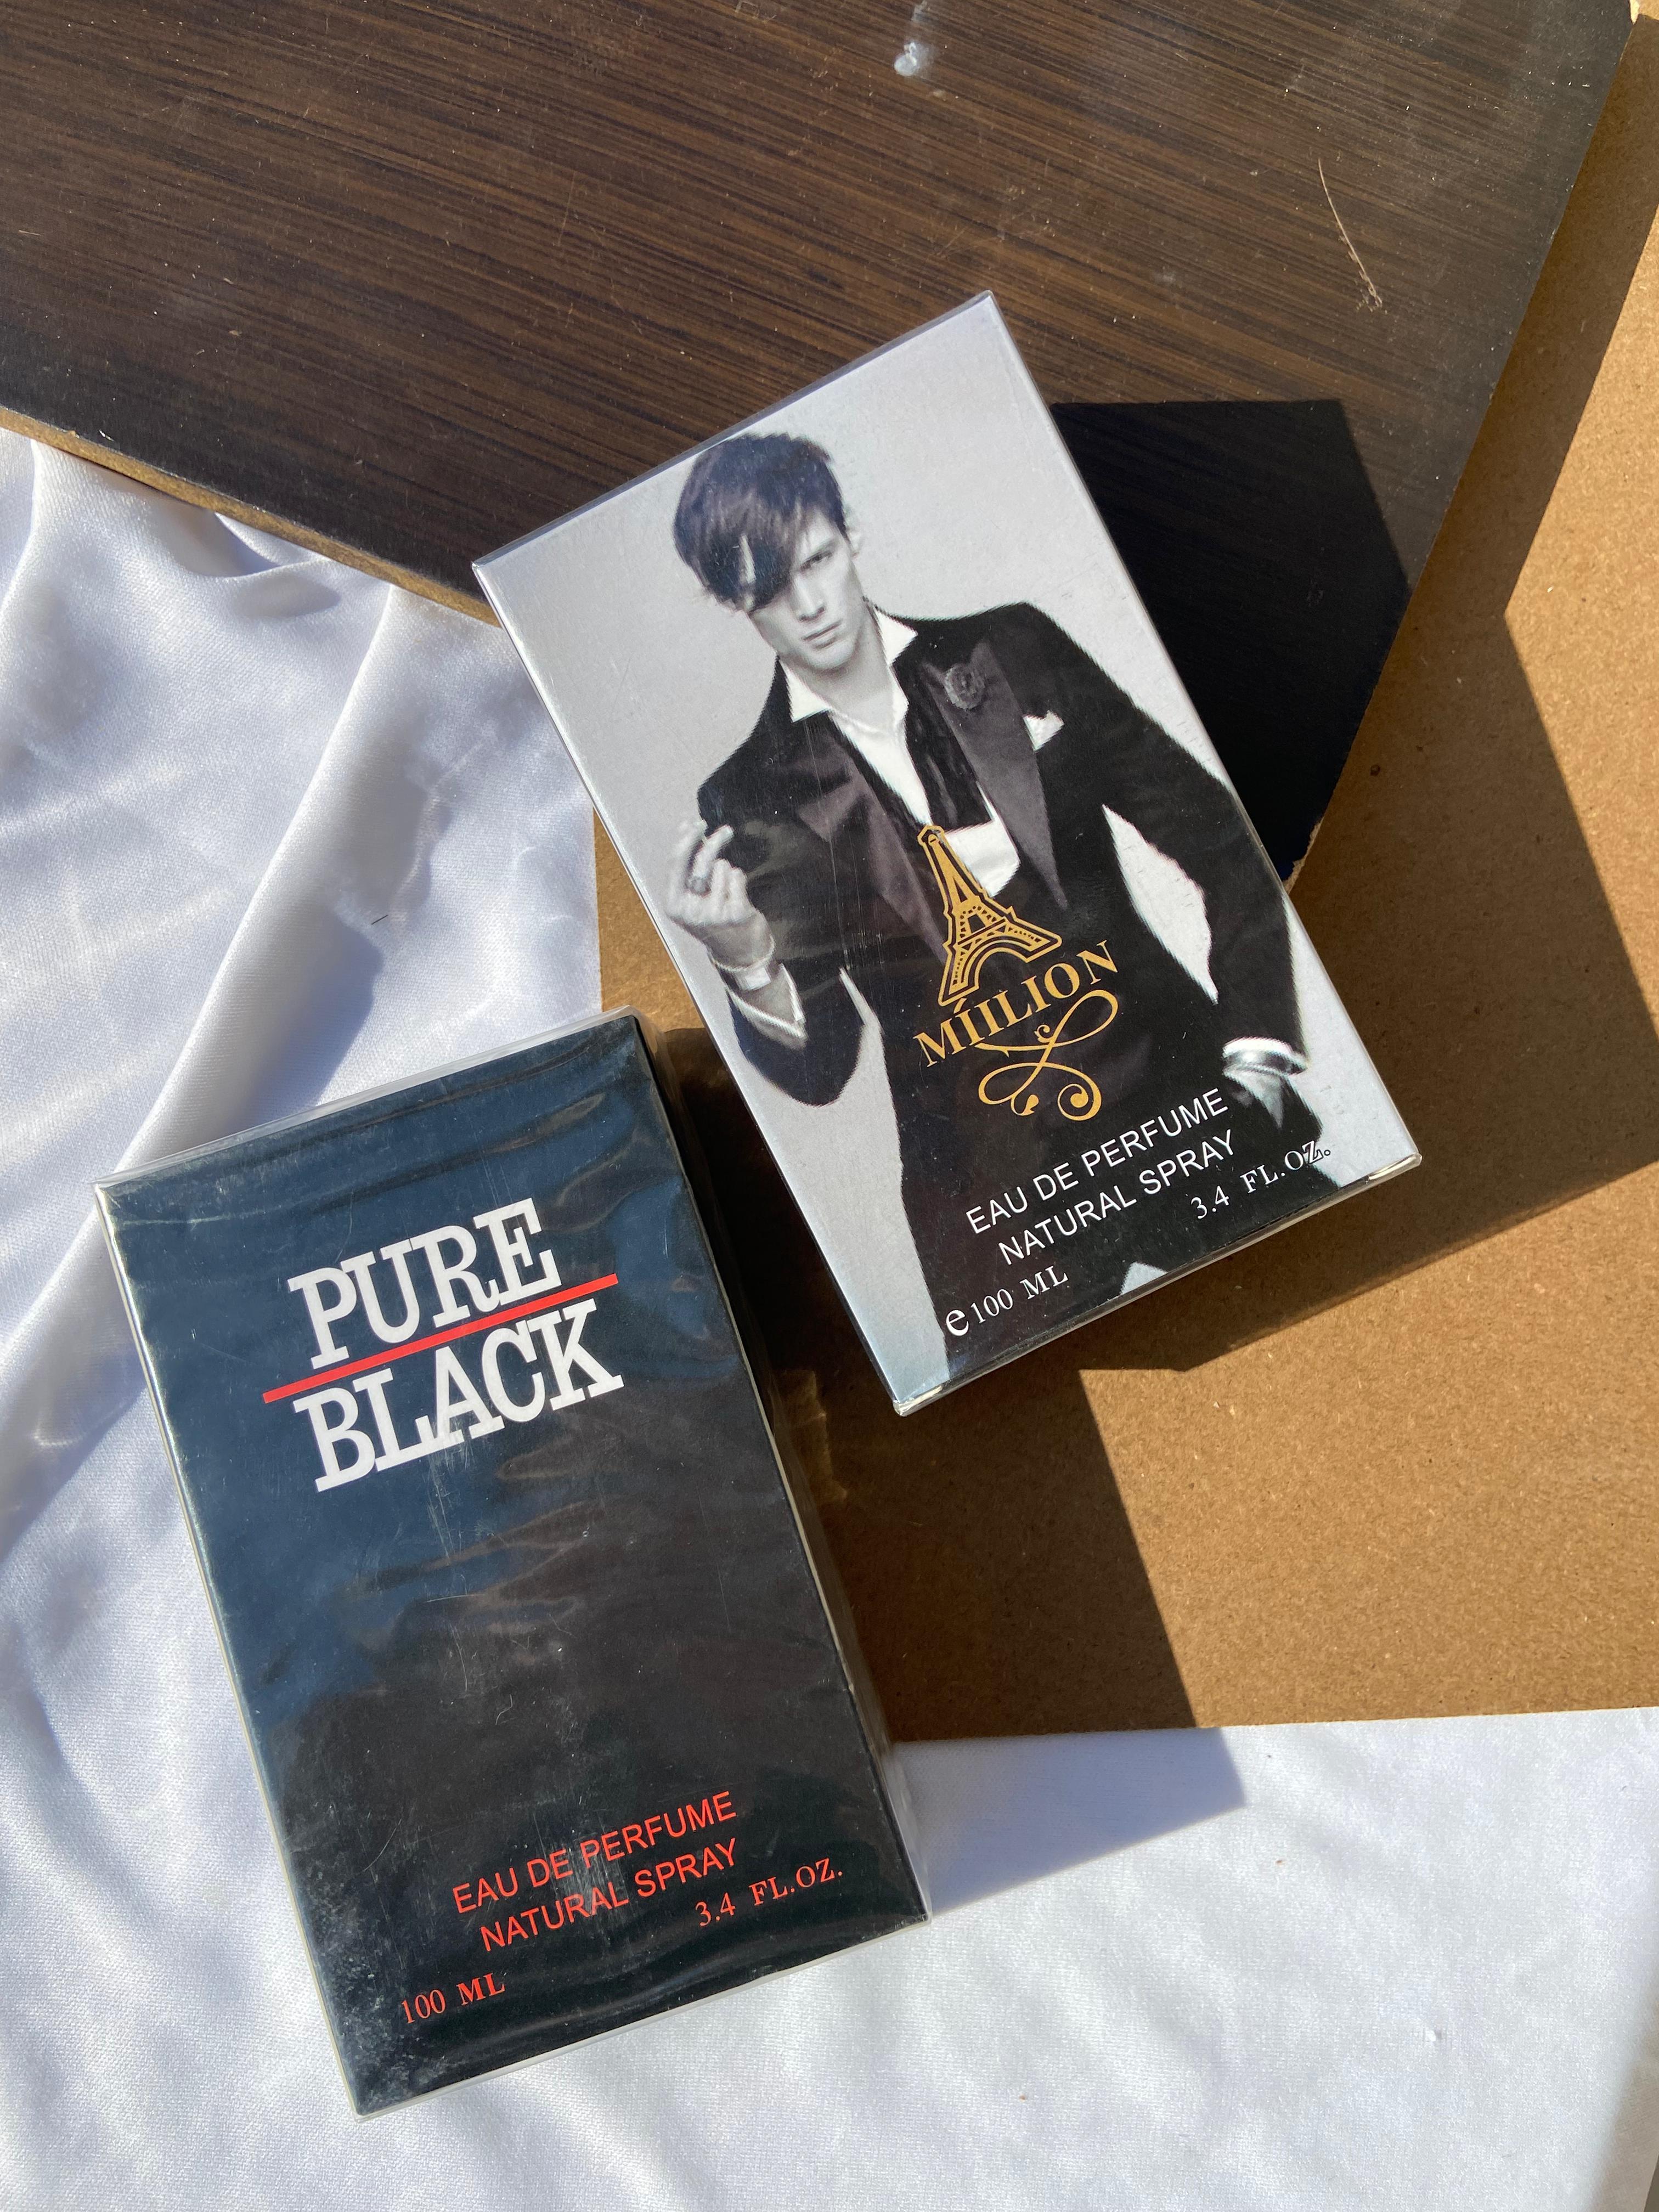 MÍILION
EAU DE PERFUME
NATURAL SPRAY
3.4 FL.OZ.
e100 ML
PURE
BLACK
EAU DE PERFUME
NATURAL SPRAY
3.4 FL.OZ.
100 ML